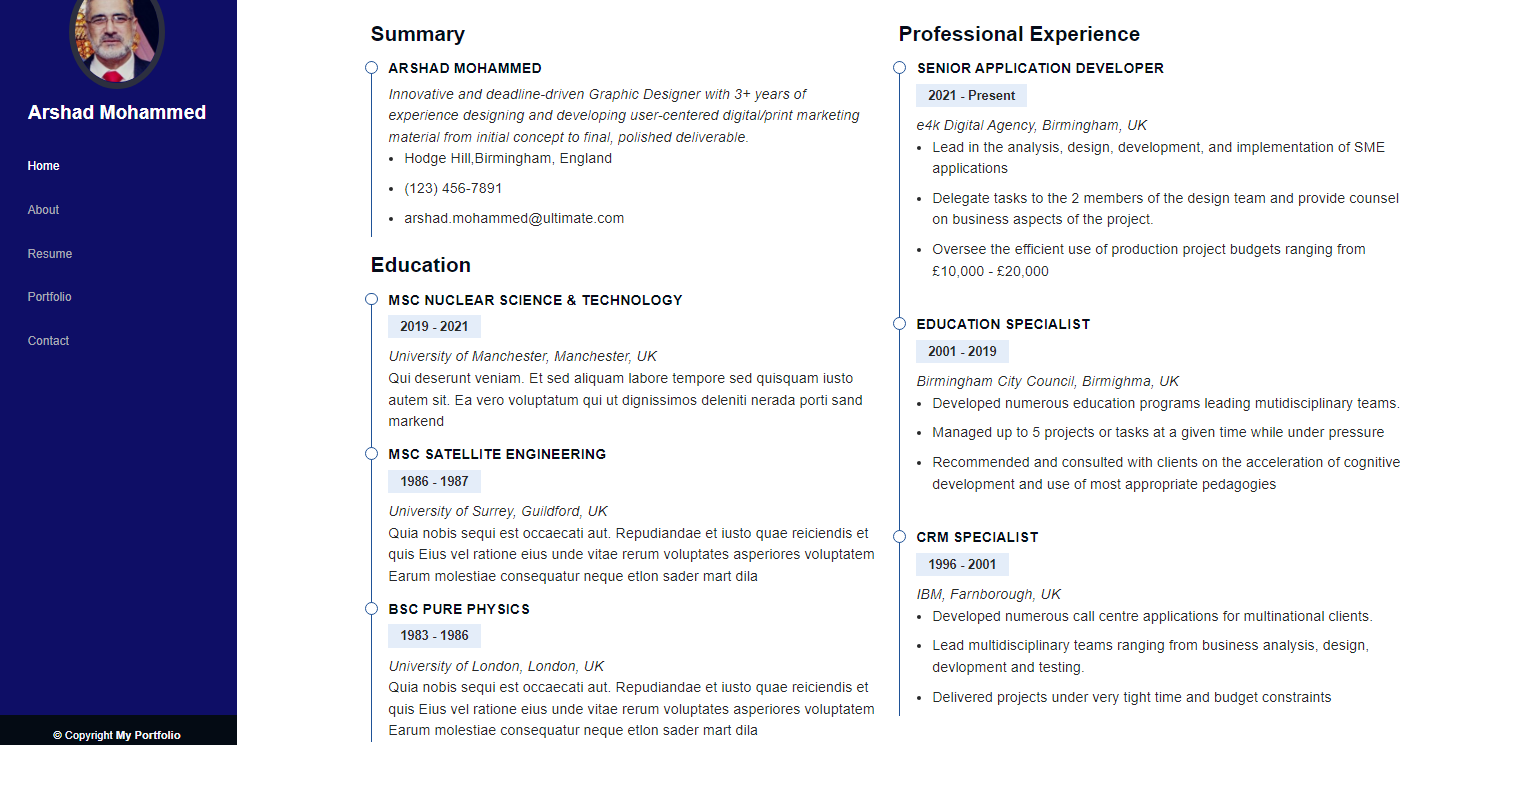 Arshad Mohammed
Home
About
Resume
Portfolio
Contact
© Copyright My Portfolio
Summary
ARSHAD MOHAMMED
Innovative and deadline-driven Graphic Designer with 3+ years of
experience designing and developing user-centered digital/print marketing
material from initial concept to final, polished deliverable.
• Hodge Hill,Birmingham, England
• (123) 456-7891
• arshad.mohammed@ultimate.com
Education
MSC NUCLEAR SCIENCE & TECHNOLOGY
2019 - 2021
University of Manchester, Manchester, UK
Qui deserunt veniam. Et sed aliquam labore tempore sed quisquam iusto
autem sit. Ea vero voluptatum qui ut dignissimos deleniti nerada porti sand
markend
MSC SATELLITE ENGINEERING
1986 - 1987
University of Surrey, Guildford, UK
Quia nobis sequi est occaecati aut. Repudiandae et iusto quae reiciendis et
quis Eius vel ratione eius unde vitae rerum voluptates asperiores voluptatem
Earum molestiae consequatur neque etlon sader mart dila
BSC PURE PHYSICS
1983 - 1986
University of London, London, UK
Quia nobis sequi est occaecati aut. Repudiandae et iusto quae reiciendis et
quis Eius vel ratione eius unde vitae rerum voluptates asperiores voluptatem
Earum molestiae consequatur neque etlon sader mart dila
Professional Experience
SENIOR APPLICATION DEVELOPER
2021 - Present
e4k Digital Agency, Birmingham, UK
• Lead in the analysis, design, development, and implementation of SME
applications
• Delegate tasks to the 2 members of the design team and provide counsel
on business aspects of the project.
• Oversee the efficient use of production project budgets ranging from
£10,000 - £20,000
EDUCATION SPECIALIST
2001 - 2019
Birmingham City Council, Birmighma, UK
• Developed numerous education programs leading mutidisciplinary teams.
• Managed up to 5 projects or tasks at a given time while under pressure
• Recommended and consulted with clients on the acceleration of cognitive
development and use of most appropriate pedagogies
CRM SPECIALIST
1996 - 2001
IBM, Farnborough, UK
• Developed numerous call centre applications for multinational clients.
• Lead multidisciplinary teams ranging from business analysis, design,
devlopment and testing.
• Delivered projects under very tight time and budget constraints